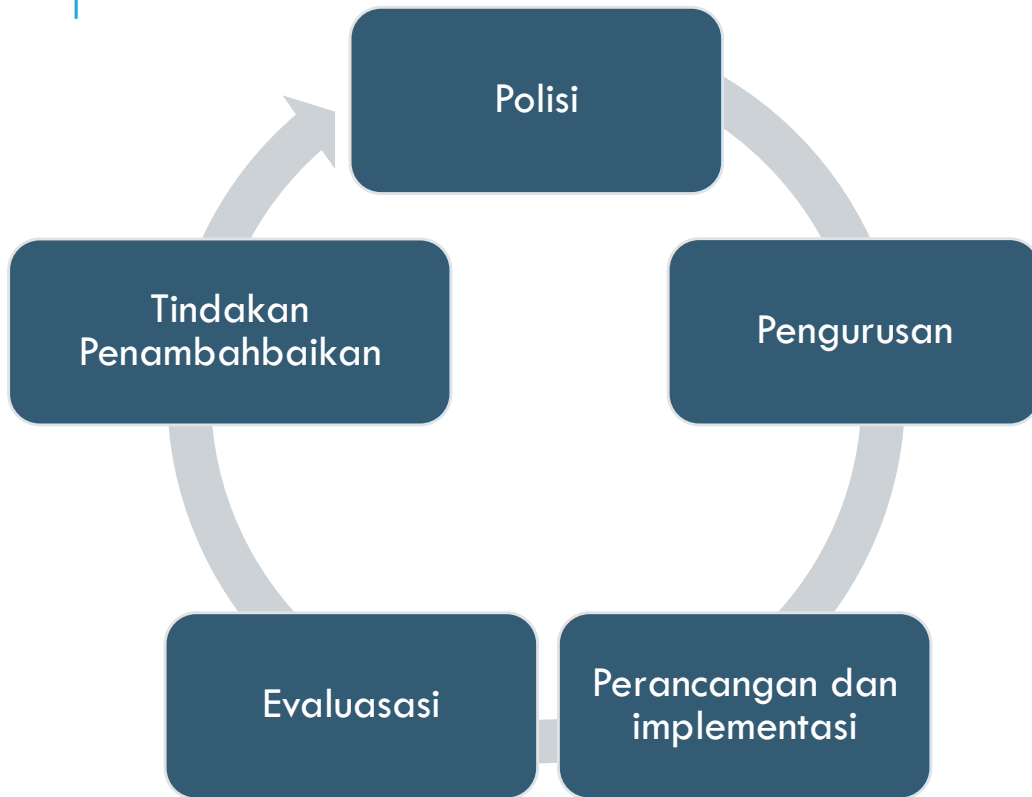 Polisi
Pengurusan
Perancangan dan
implementasi
Evaluasasi
Tindakan
Penambahbaikan